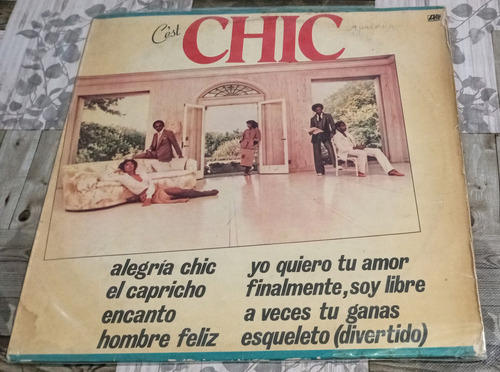 C'est
CHIC
alegría chic
el capricho
encanto
hombre feliz
yo quiero tu amor
finalmente, soy libre
a veces tu ganas
esqueleto (divertido)